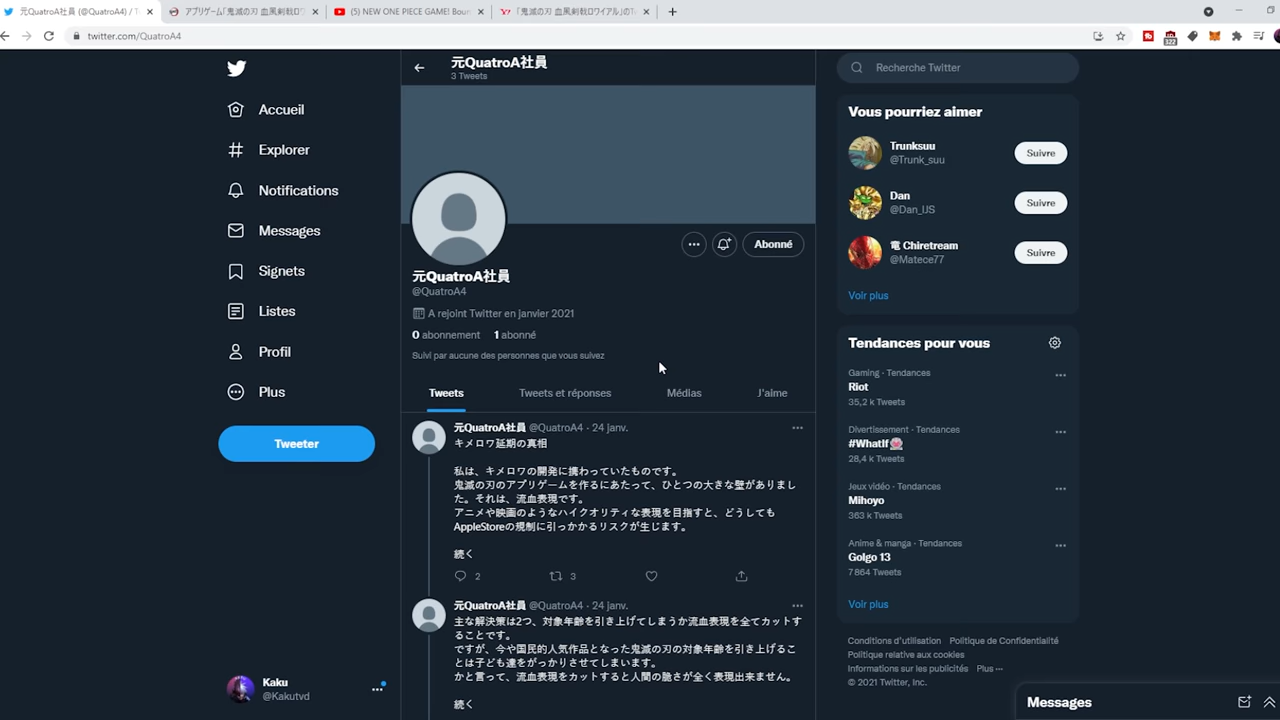 元QuatroA社員 (@QuatroA4) / T
アプリゲーム「鬼滅の刃 血風剣戟ロワ
(5) NEW ONE PIECE GAME! Boun
「鬼滅の刃 血風剣戟ロワイアル」のTw
twitter.com/QuatroA4
122
元QuatroA社員
3 Tweets
Recherche Twitter
Accueil
Explorer
Notifications
Messages
Signets
Listes
Profil
Plus
Tweeter
Kaku
@Kakutvd
Abonné
元QuatroA社員
@QuatroA4
A rejoint Twitter en janvier 2021
0 abonnement 1 abonné
Suivi par aucune des personnes que vous suivez
Tweets Tweets et réponses Médias J'aime
元QuatroA社員 @QuatroA4 · 24 janv.
キメロワ延期の真相
私は、キメロワの開発に携わっていたものです。
鬼滅の刃のアプリゲームを作るにあたって、ひとつの大きな壁がありまし
た。それは、流血表現です。
アニメや映画のようなハイクオリティな表現を目指すと、どうしても
AppleStoreの規制に引っかかるリスクが生じます。
続く
2 3
元QuatroA社員 @QuatroA4 · 24 janv.
主な解決策は2つ、対象年齢を引き上げてしまうか流血表現を全てカットす
ることです。
ですが、今や国民的人気作品となった鬼滅の刃の対象年齢を引き上げるこ
とは子ども達をがっかりさせてしまいます。
かと言って、流血表現をカットすると人間の脆さが全く表現出来ません。
続く
Vous pourriez aimer
Trunksuu
@Trunk_suu
Suivre
Dan
@Dan_IJS
Suivre
竜 Chiretream
@Matece77
Suivre
Voir plus
Tendances pour vous
Gaming · Tendances
Riot
35,2 k Tweets
Divertissement · Tendances
#WhatIf
28,4 k Tweets
Jeux vidéo · Tendances
Mihoyo
363 k Tweets
Anime & manga · Tendances
Golgo 13
7 864 Tweets
Voir plus
Conditions d'utilisation Politique de Confidentialité
Politique relative aux cookies
Informations sur les publicités Plus ···
© 2021 Twitter, Inc.
Messages